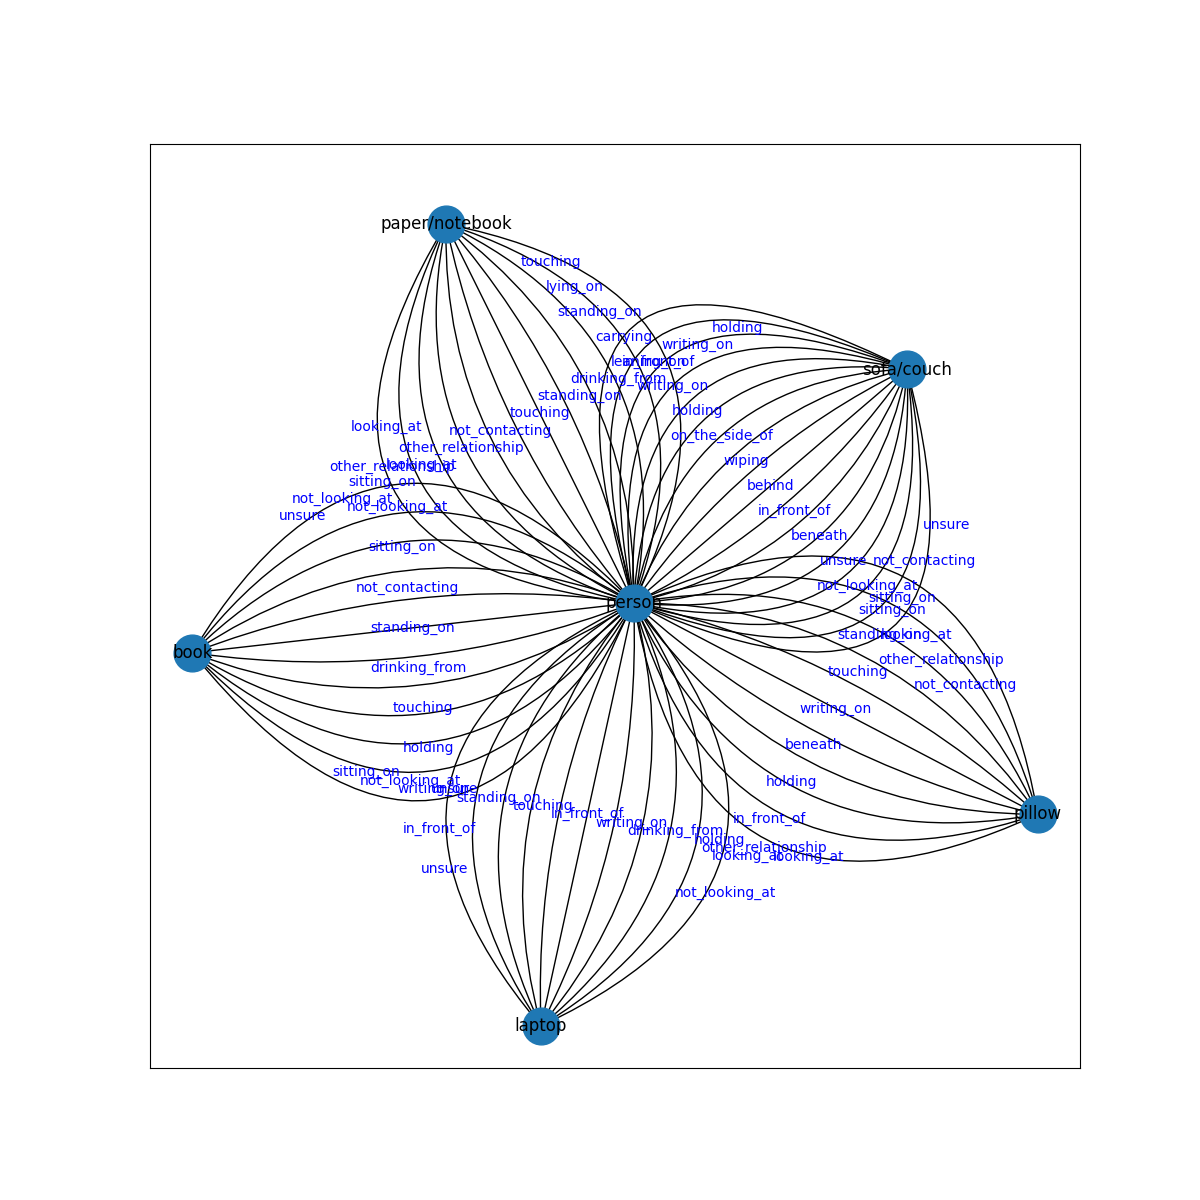 paper/notebook
touching
lying_on
standing_on
holding
carrying
writing_on
leaning_on
in_front_of
sofa/couch
drinking_from
writing_on
standing_on
holding
touching
looking_at
not_contacting
on_the_side_of
other_relationship
wiping
other_relationship
looking_at
sitting_on
behind
not_looking_at
not_looking_at
in_front_of
unsure
unsure
beneath
sitting_on
unsure
not_contacting
not_contacting
not_looking_at
sitting_on
person
sitting_on
standing_on
standing_on
looking_at
book
other_relationship
drinking_from
touching
not_contacting
touching
writing_on
holding
beneath
sitting_on
not_looking_at
holding
writing_on
unsure
standing_on
touching
in_front_of
pillow
writing_on
in_front_of
in_front_of
drinking_from
holding
other_relationship
looking_at
looking_at
unsure
not_looking_at
laptop